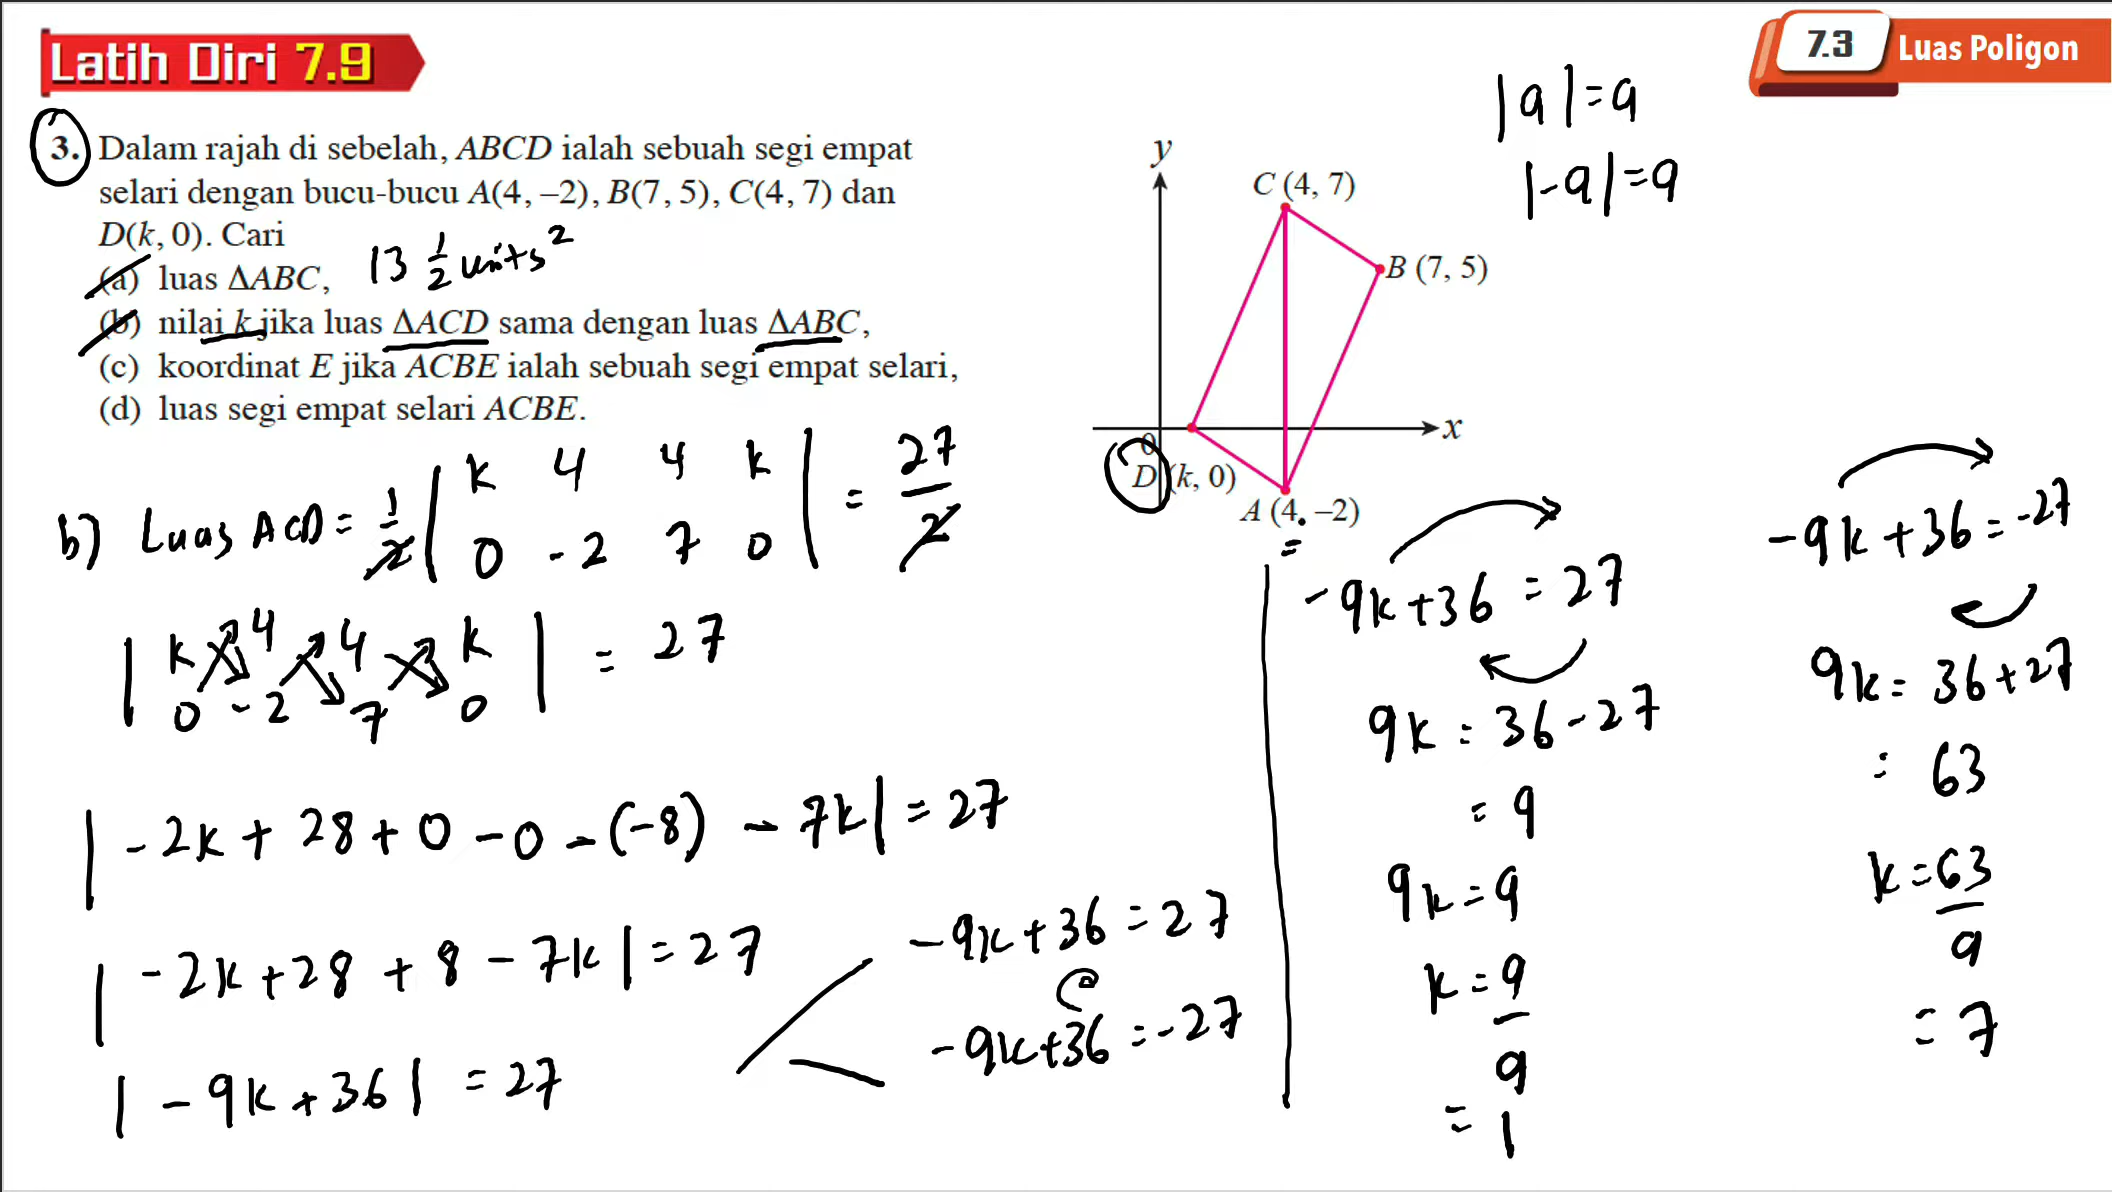 Latih Diri 7.9
7.3 Luas Poligon
3. Dalam rajah di sebelah, ABCD ialah sebuah segi empat
selari dengan bucu-bucu A(4, –2), B(7, 5), C(4, 7) dan
D(k, 0). Cari
(a) luas ΔABC, 13 1/2 units²
(b) nilai k jika luas ΔACD sama dengan luas ΔABC,
(c) koordinat E jika ACBE ialah sebuah segi empat selari,
(d) luas segi empat selari ACBE.
y
C (4, 7)
B (7, 5)
x
0
D (k, 0)
A (4, –2)
=
|a| = a
|-a| = a
b) Luas ACD = 1/2 | k 4 4 k | = 27/2
0 -2 7 0
| k 4 4 k | = 27
0 -2 7 0
| -2k + 28 + 0 - 0 - (-8) - 7k | = 27
| -2k + 28 + 8 - 7k | = 27
| -9k + 36 | = 27
-9k + 36 = 27
-9k + 36 = -27
-9k + 36 = 27
9k = 36 - 27
= 9
9k = 9
k = 9/9
= 1
-9k + 36 = -27
9k = 36 + 27
= 63
k = 63/9
= 7